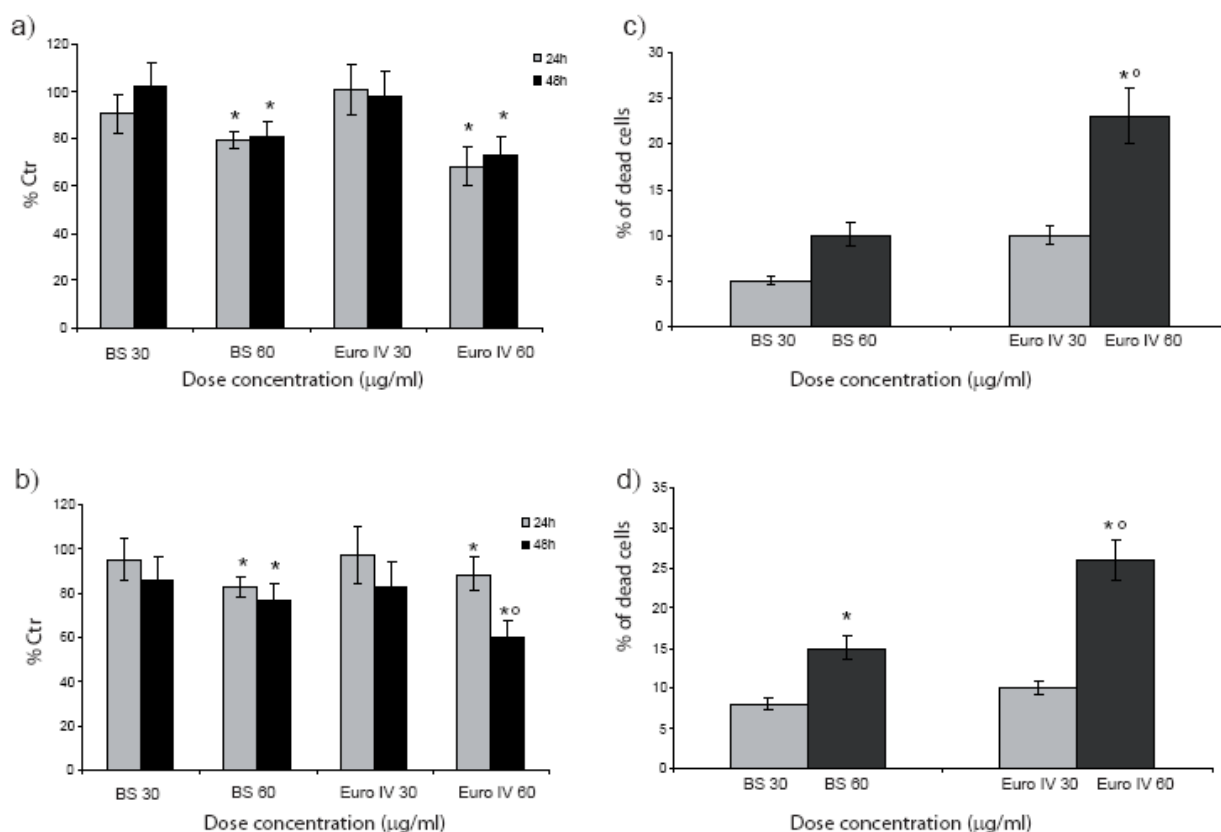 a)
120
100
80
60
40
20
0
% Ctr
24h
48h
* *
* *
BS 30 BS 60 Euro IV 30 Euro IV 60
Dose concentration (µg/ml)
c)
30
25
20
15
10
5
0
% of dead cells
*°
BS 30 BS 60 Euro IV 30 Euro IV 60
Dose concentration (µg/ml)
b)
120
100
80
60
40
20
0
% Ctr
24h
48h
* *
*
*°
BS 30 BS 60 Euro IV 30 Euro IV 60
Dose concentration (µg/ml)
d)
35
30
25
20
15
10
5
0
% of dead cells
*
*°
BS 30 BS 60 Euro IV 30 Euro IV 60
Dose concentration (µg/ml)